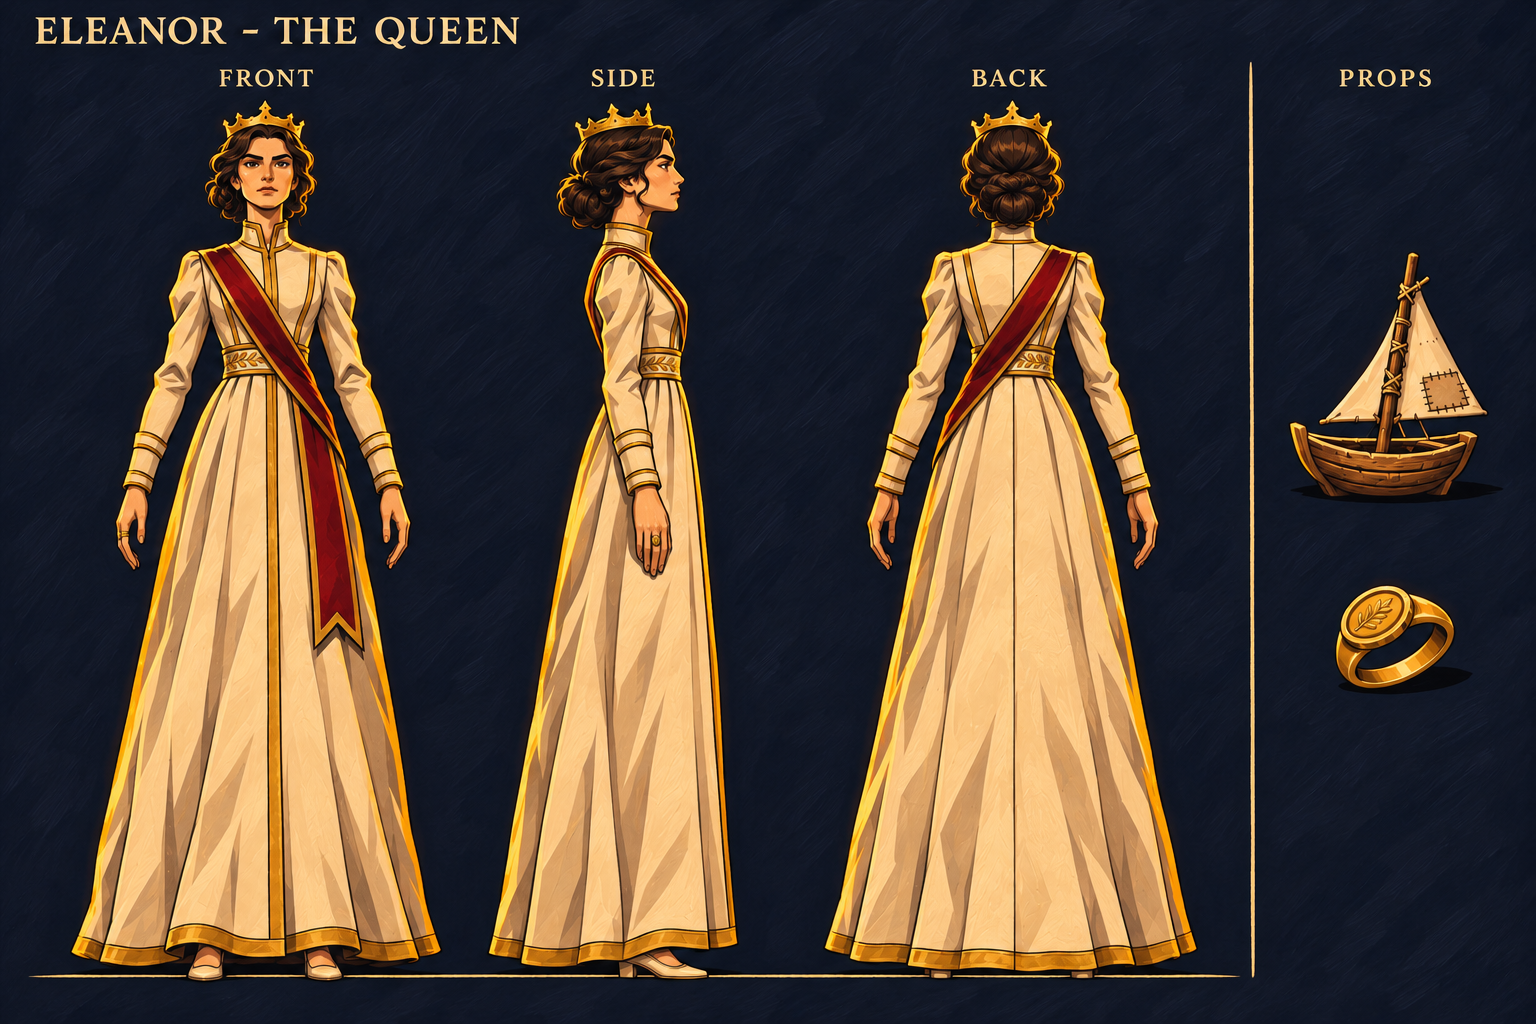 ELEANOR – THE QUEEN
FRONT
SIDE
BACK
PROPS